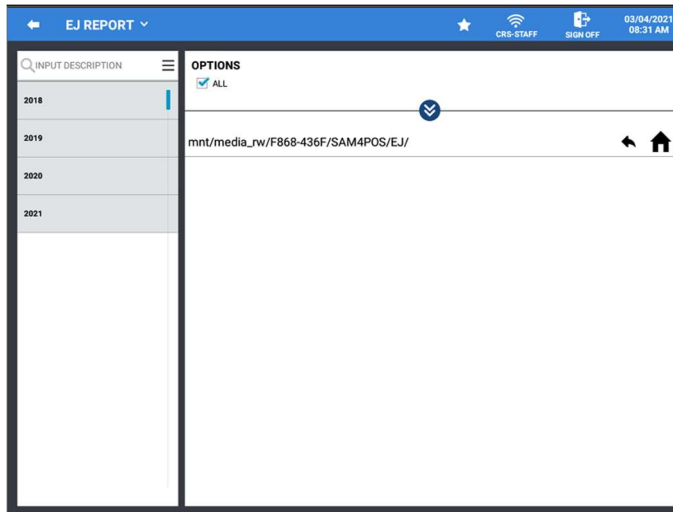 EJ REPORT
CRS-STAFF
SIGN OFF
03/04/2021
08:31 AM
INPUT DESCRIPTION
2018
2019
2020
2021
OPTIONS
ALL
mnt/media_rw/F868-436F/SAM4POS/EJ/